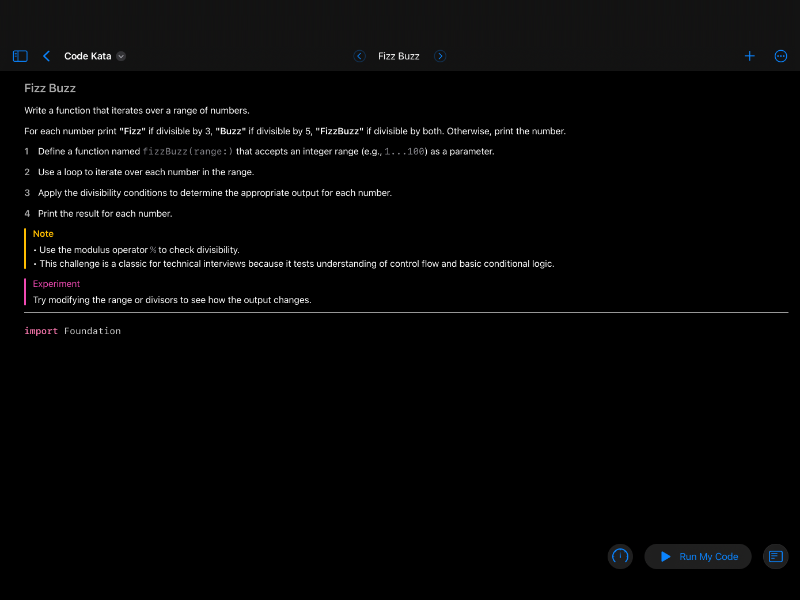 Code Kata
Fizz Buzz
Fizz Buzz
Write a function that iterates over a range of numbers.
For each number print "Fizz" if divisible by 3, "Buzz" if divisible by 5, "FizzBuzz" if divisible by both. Otherwise, print the number.
1 Define a function named fizzBuzz(range:) that accepts an integer range (e.g., 1...100) as a parameter.
2 Use a loop to iterate over each number in the range.
3 Apply the divisibility conditions to determine the appropriate output for each number.
4 Print the result for each number.
Note
• Use the modulus operator % to check divisibility.
• This challenge is a classic for technical interviews because it tests understanding of control flow and basic conditional logic.
Experiment
Try modifying the range or divisors to see how the output changes.
import Foundation
Run My Code